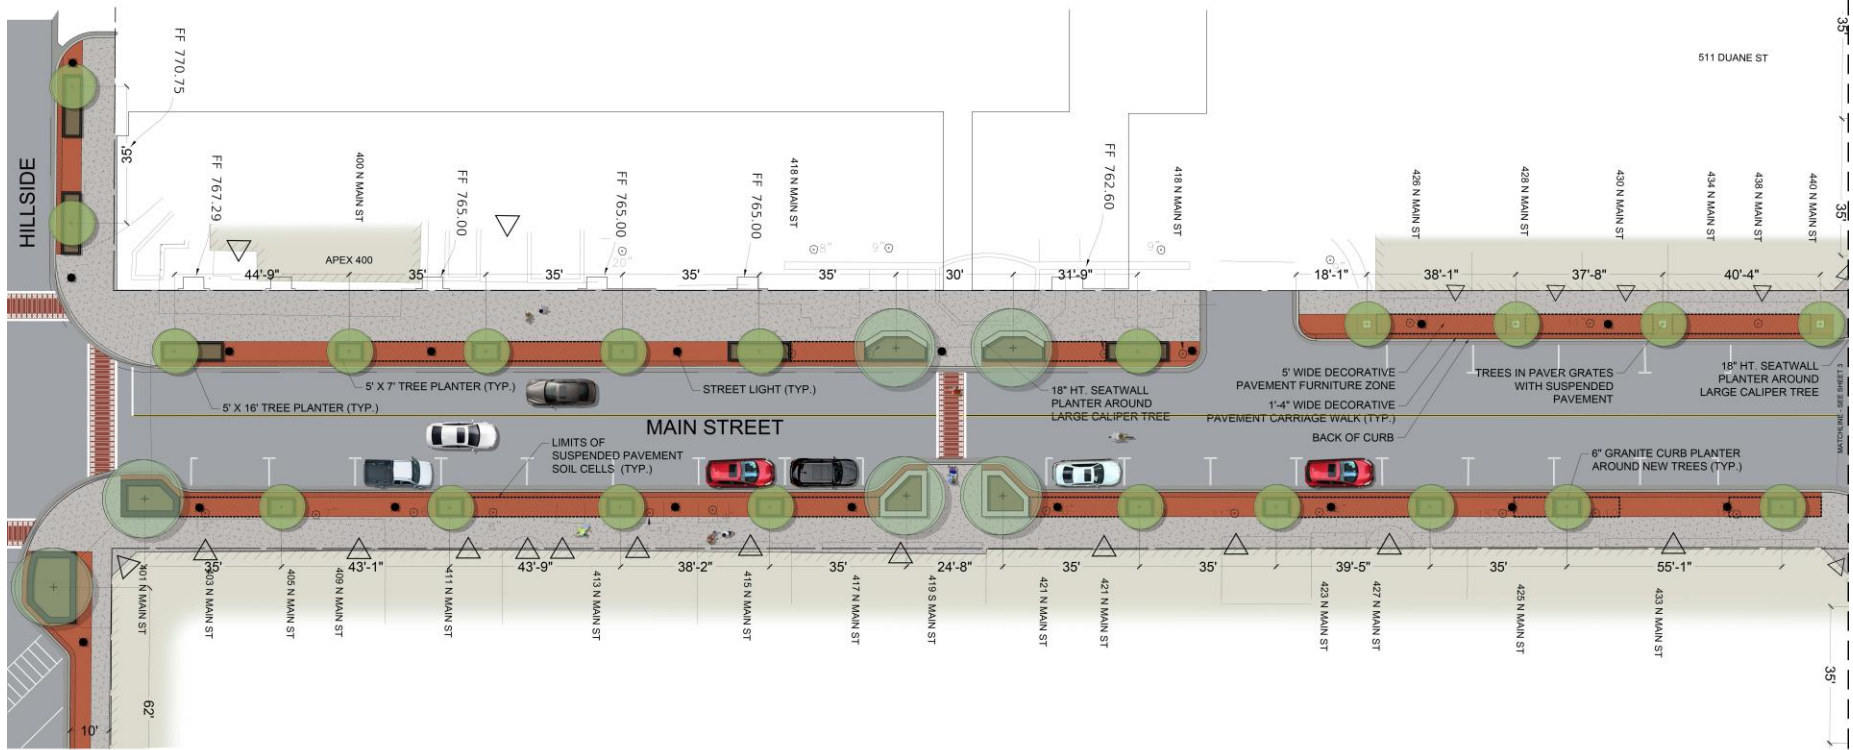 35'
511 DUANE ST
FF 770.75
HILLSIDE
35'
FF 767.29
400 N MAIN ST
FF 765.00
FF 765.00
FF 765.00
418 N MAIN ST
FF 762.60
418 N MAIN ST
426 N MAIN ST
428 N MAIN ST
430 N MAIN ST
434 N MAIN ST
438 N MAIN ST
440 N MAIN ST
35'
APEX 400
20"
8"
9"
9"
44'-9"
35'
35'
35'
35'
30'
31'-9"
18'-1"
38'-1"
37'-8"
40'-4"
5' X 7' TREE PLANTER (TYP.)
STREET LIGHT (TYP.)
5' X 16' TREE PLANTER (TYP.)
18" HT. SEATWALL
PLANTER AROUND
LARGE CALIPER TREE
5' WIDE DECORATIVE
PAVEMENT FURNITURE ZONE
1'-4" WIDE DECORATIVE
PAVEMENT CARRIAGE WALK (TYP.)
BACK OF CURB
TREES IN PAVER GRATES
WITH SUSPENDED
PAVEMENT
18" HT. SEATWALL
PLANTER AROUND
LARGE CALIPER TREE
MATCHLINE - SEE SHEET 3
MAIN STREET
LIMITS OF
SUSPENDED PAVEMENT
SOIL CELLS (TYP.)
6" GRANITE CURB PLANTER
AROUND NEW TREES (TYP.)
35'
43'-1"
43'-9"
38'-2"
35'
24'-8"
35'
35'
39'-5"
35'
55'-1"
401 N MAIN ST
403 N MAIN ST
405 N MAIN ST
409 N MAIN ST
411 N MAIN ST
413 N MAIN ST
415 N MAIN ST
417 N MAIN ST
419 S MAIN ST
421 N MAIN ST
421 N MAIN ST
423 N MAIN ST
427 N MAIN ST
425 N MAIN ST
433 N MAIN ST
62'
10'
35'